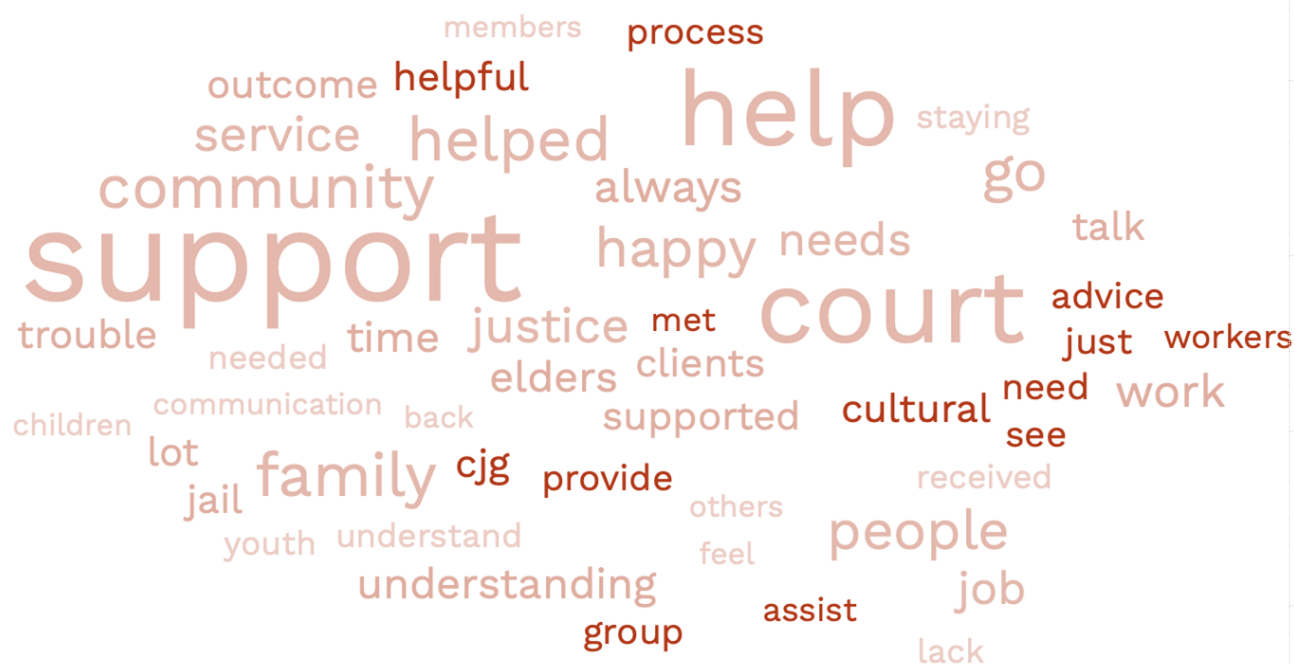 members
process
helpful
outcome
help
staying
service
helped
go
community
always
talk
support
happy
needs
court
advice
trouble
time
justice
met
just
workers
needed
elders
clients
need
work
children
communication
back
supported
cultural
see
lot
family
cjg
provide
received
jail
others
people
youth
understand
feel
understanding
job
assist
group
lack